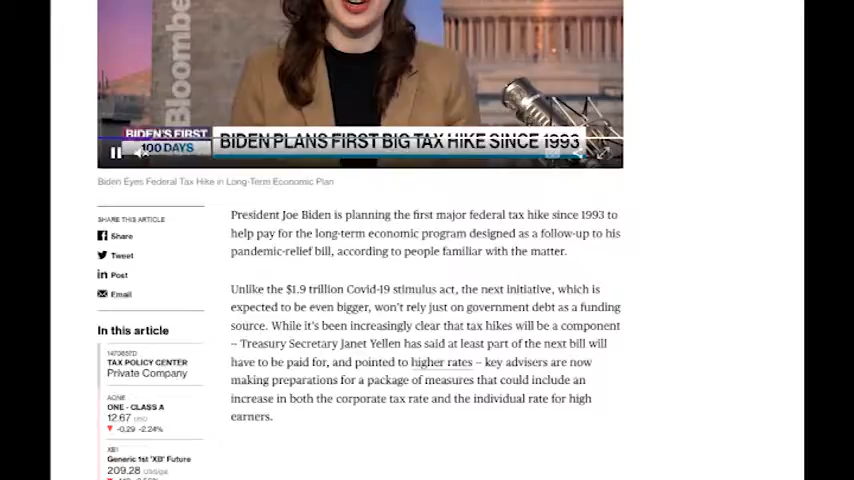 Bloombe
BIDEN'S FIRST
100 DAYS
BIDEN PLANS FIRST BIG TAX HIKE SINCE 1993
Biden Eyes Federal Tax Hike in Long-Term Economic Plan
SHARE THIS ARTICLE
Share
Tweet
in Post
Email
In this article
TAX POLICY CENTER
Private Company
AONE
ONE - CLASS A
12.67 USD
-0.29 -2.24%
XB1
Generic 1st 'XB' Future
209.28
President Joe Biden is planning the first major federal tax hike since 1993 to
help pay for the long-term economic program designed as a follow-up to his
pandemic-relief bill, according to people familiar with the matter.
Unlike the $1.9 trillion Covid-19 stimulus act, the next initiative, which is
expected to be even bigger, won't rely just on government debt as a funding
source. While it's been increasingly clear that tax hikes will be a component
– Treasury Secretary Janet Yellen has said at least part of the next bill will
have to be paid for, and pointed to higher rates – key advisers are now
making preparations for a package of measures that could include an
increase in both the corporate tax rate and the individual rate for high
earners.